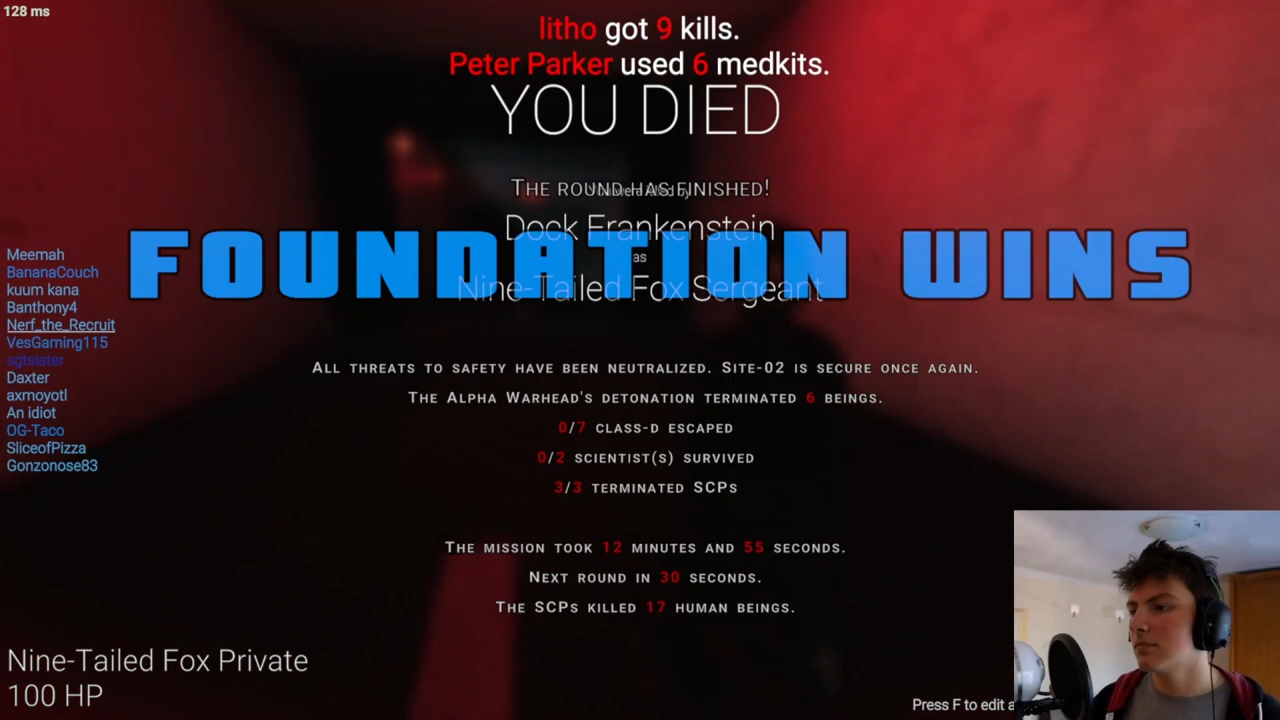 128 ms
litho got 9 kills.
Peter Parker used 6 medkits.
YOU DIED
THE ROUND HAS FINISHED!
You were killed by
Dock Frankenstein
as
FOUNDATION WINS
Nine-Tailed Fox Sergeant
Meemah
BananaCouch
kuum kana
Banthony4
Nerf_the_Recruit
VesGaming115
sgtslater
Daxter
axmoyotl
An idiot
OG-Taco
SliceofPizza
Gonzonose83
ALL THREATS TO SAFETY HAVE BEEN NEUTRALIZED. SITE-02 IS SECURE ONCE AGAIN.
THE ALPHA WARHEAD'S DETONATION TERMINATED 6 BEINGS.
0/7 CLASS-D ESCAPED
0/2 SCIENTIST(S) SURVIVED
3/3 TERMINATED SCPS
THE MISSION TOOK 12 MINUTES AND 55 SECONDS.
NEXT ROUND IN 30 SECONDS.
THE SCPS KILLED 17 HUMAN BEINGS.
Nine-Tailed Fox Private
100 HP
Press F to edit a